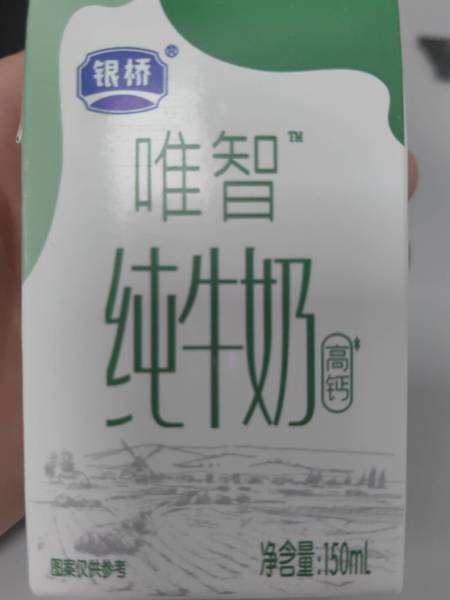 银桥®
唯智™
纯牛奶
高钙*
图案仅供参考
净含量:150mL